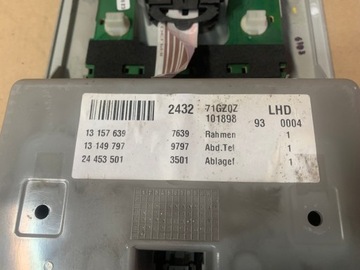 2432 71GZQZ LHD
101898 93 0004
13 157 639 7639 Rahmen 1
13 149 797 9797 Abd.Tel 1
24 453 501 3501 Ablagef 1